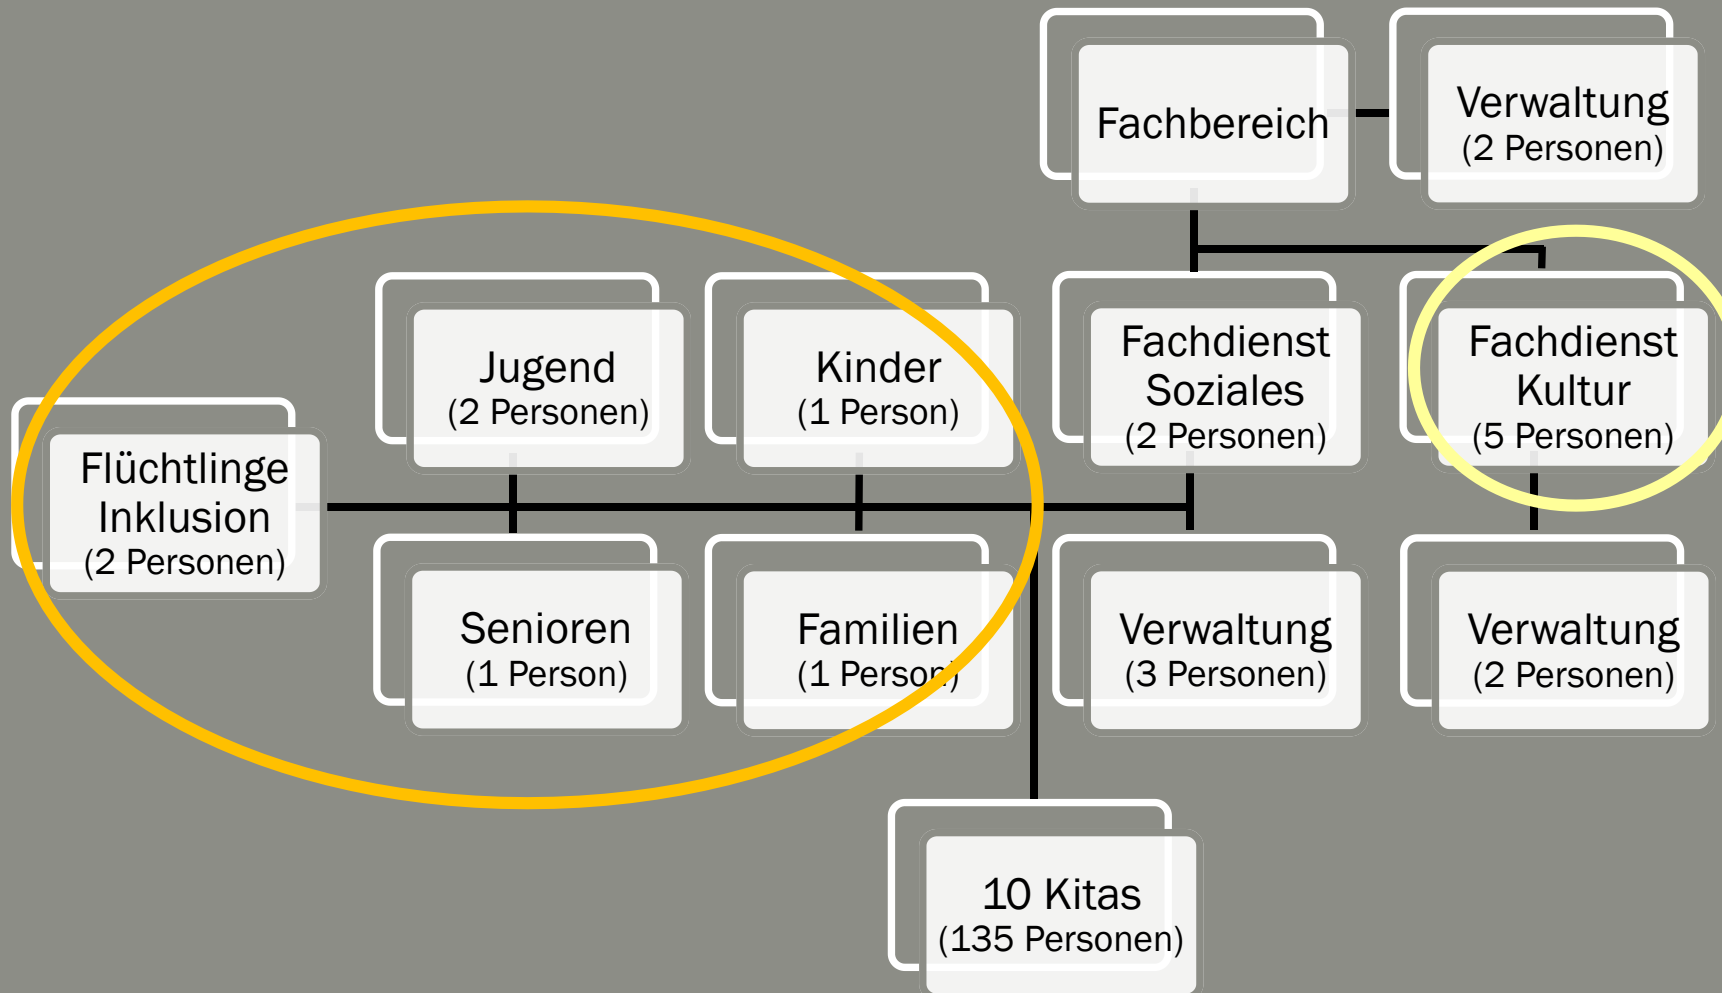 Fachbereich
Verwaltung
(2 Personen)
Jugend
(2 Personen)
Kinder
(1 Person)
Fachdienst
Soziales
(2 Personen)
Fachdienst
Kultur
(5 Personen)
Flüchtlinge
Inklusion
(2 Personen)
Senioren
(1 Person)
Familien
(1 Person)
Verwaltung
(3 Personen)
Verwaltung
(2 Personen)
10 Kitas
(135 Personen)